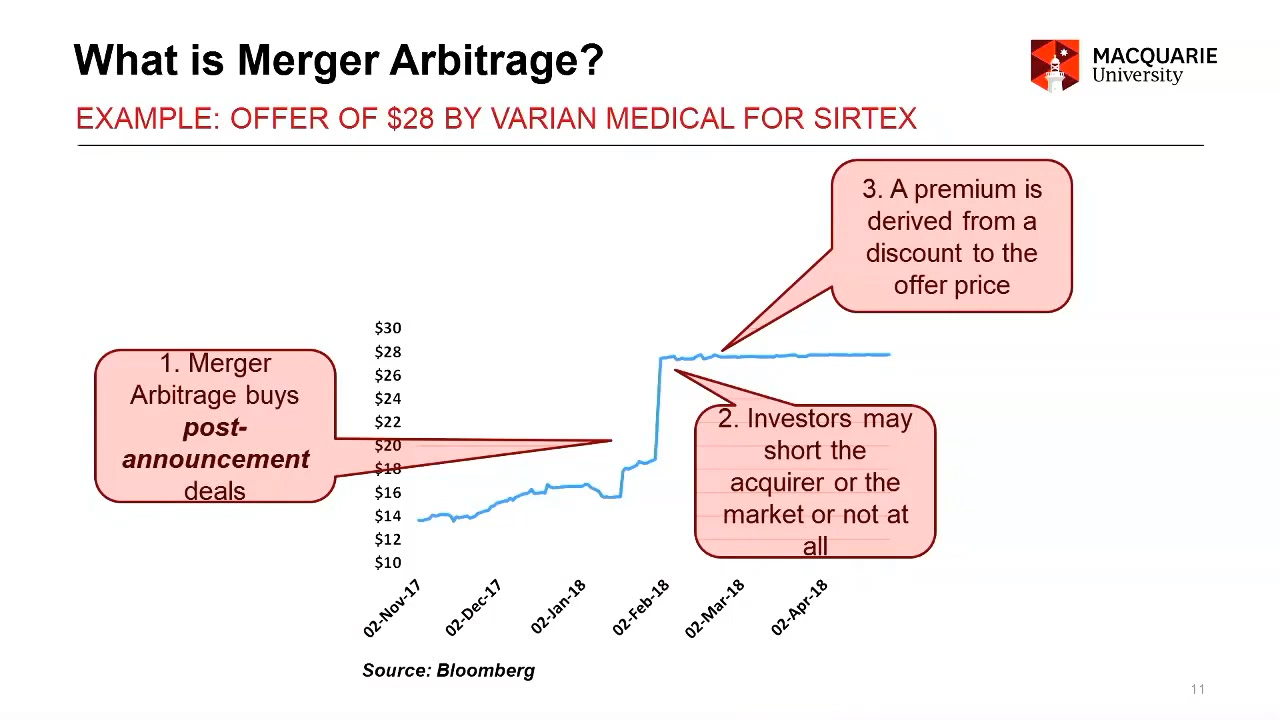 What is Merger Arbitrage?
MACQUARIE
University
EXAMPLE: OFFER OF $28 BY VARIAN MEDICAL FOR SIRTEX
3. A premium is
derived from a
discount to the
offer price
1. Merger
Arbitrage buys
post-
announcement
deals
2. Investors may
short the
acquirer or the
market or not at
all
$30
$28
$26
$24
$22
$20
$18
$16
$14
$12
$10
02-Nov-17
02-Dec-17
02-Jan-18
02-Feb-18
02-Mar-18
02-Apr-18
Source: Bloomberg
11